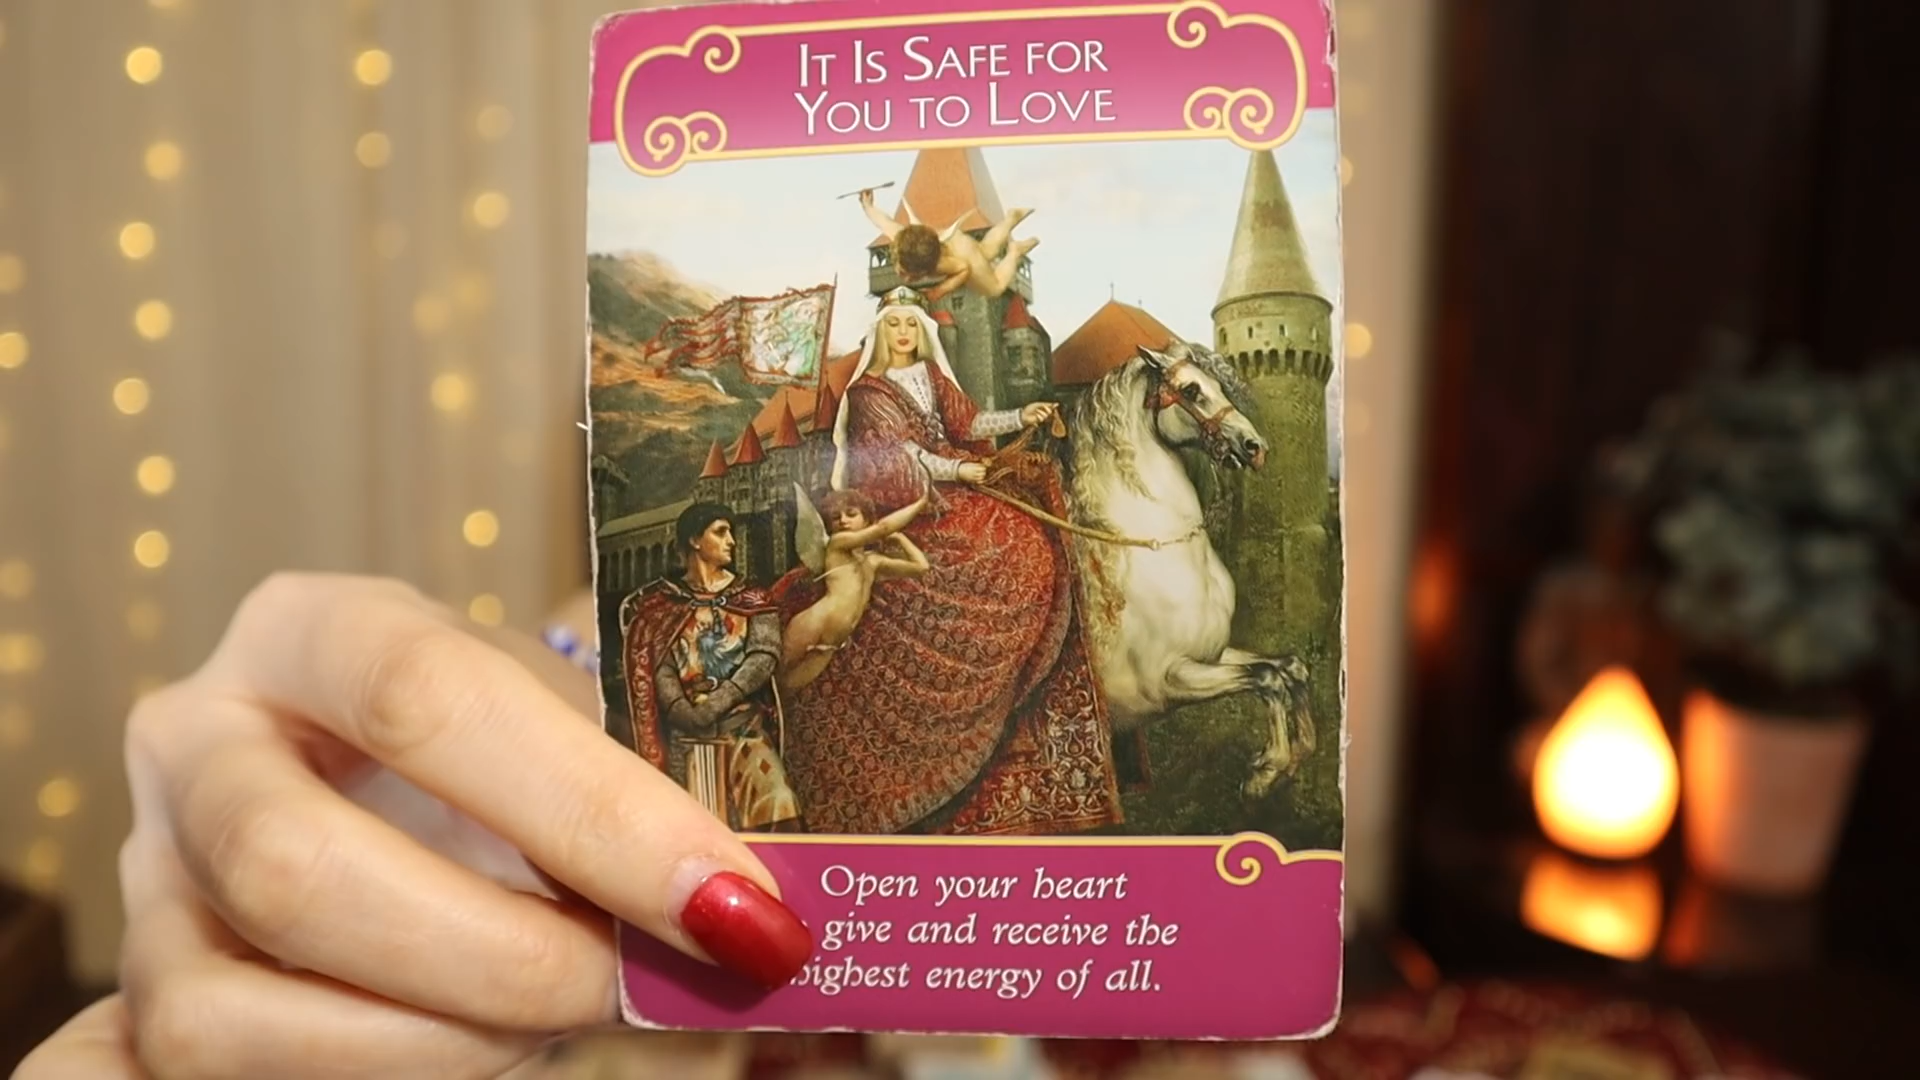 IT IS SAFE FOR
YOU TO LOVE
Open your heart
give and receive the
highest energy of all.